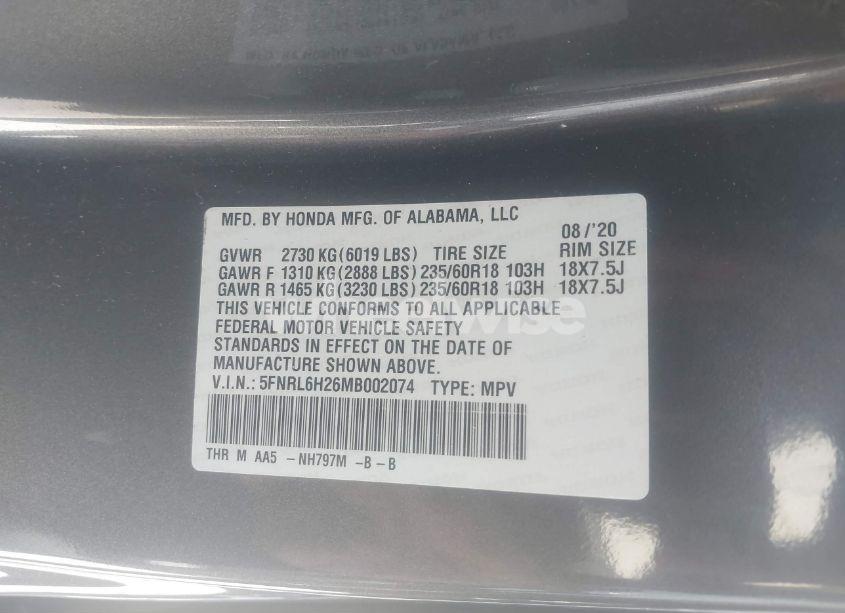 MFD. BY HONDA MFG. OF ALABAMA, LLC
08/'20
GVWR 2730 KG(6019 LBS) TIRE SIZE RIM SIZE
GAWR F 1310 KG(2888 LBS) 235/60R18 103H 18X7.5J
GAWR R 1465 KG(3230 LBS) 235/60R18 103H 18X7.5J
THIS VEHICLE CONFORMS TO ALL APPLICABLE
FEDERAL MOTOR VEHICLE SAFETY
STANDARDS IN EFFECT ON THE DATE OF
MANUFACTURE SHOWN ABOVE.
V.I.N.: 5FNRL6H26MB002074 TYPE: MPV
THR M AA5 -NH797M -B-B